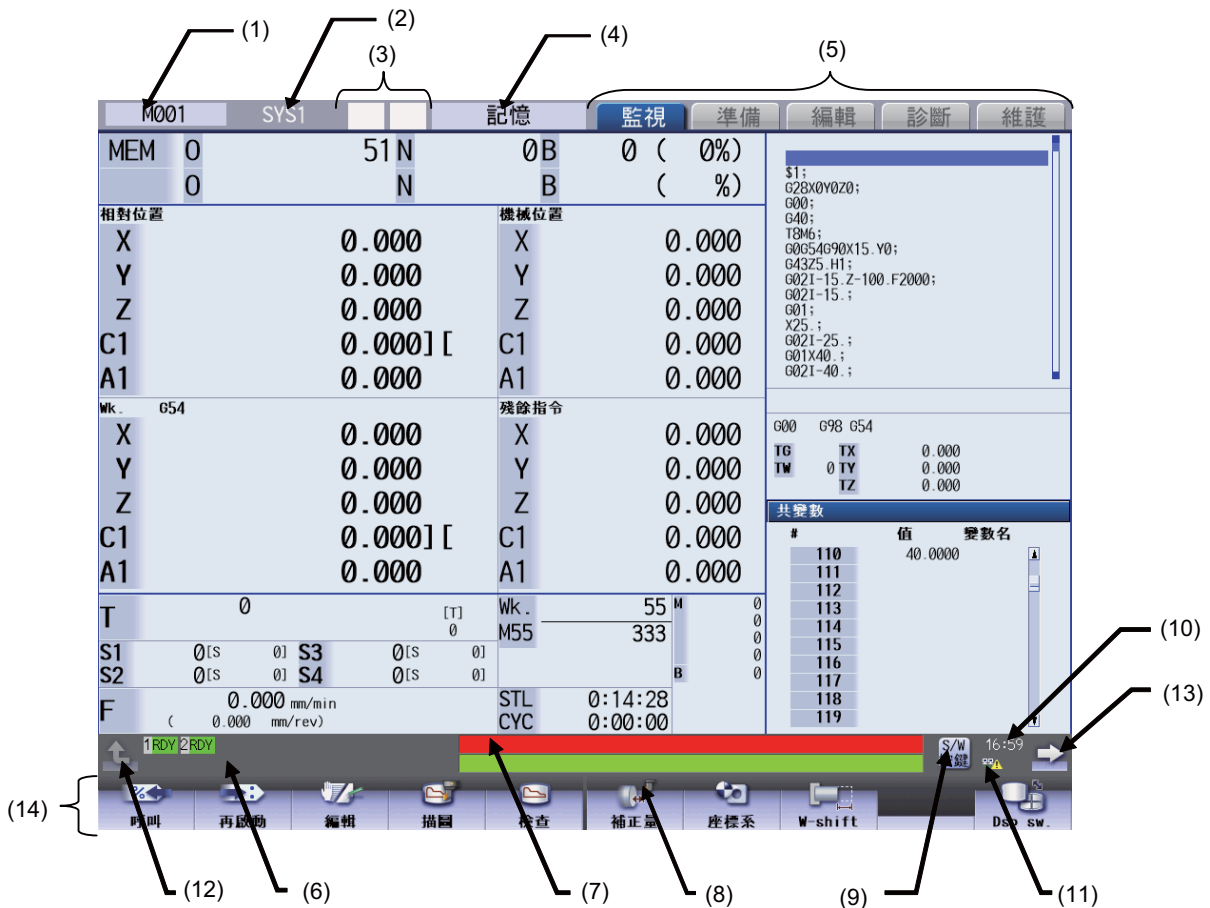 (1)
(2)
(3)
(4)
(5)
M001 SYS1 記憶 監視 準備 編輯 診斷 維護
MEM O 51 N 0 B 0 ( 0%)
O N B ( %)
相對位置
X 0.000
Y 0.000
Z 0.000
C1 0.000][
A1 0.000
機械位置
X 0.000
Y 0.000
Z 0.000
C1 0.000
A1 0.000
Wk. G54
X 0.000
Y 0.000
Z 0.000
C1 0.000][
A1 0.000
殘餘指令
X 0.000
Y 0.000
Z 0.000
C1 0.000
A1 0.000
T 0 [T] 0
S1 0[S 0] S3 0[S 0]
S2 0[S 0] S4 0[S 0]
F 0.000 mm/min
( 0.000 mm/rev)
Wk. 55
M55 333
STL 0:14:28
CYC 0:00:00
M 0
0
0
0
B 0
$1;
G28X0Y0Z0;
G00;
G40;
T8M6;
G0G54G90X15.Y0;
G43Z5.H1;
G02I-15.Z-100.F2000;
G02I-15.;
G01;
X25.;
G02I-25.;
G01X40.;
G02I-40.;
G00 G98 G54
TG TX 0.000
TW 0 TY 0.000
TZ 0.000
共變數
# 值 變數名
110 40.0000
111
112
113
114
115
116
117
118
119
1 RDY 2 RDY
S/W
16:59
(10)
(13)
(14)
呼叫 再啟動 編輯 描圖 檢查 補正量 座標系 W-shift Dsp sw.
(12)
(6)
(7)
(8)
(9)
(11)